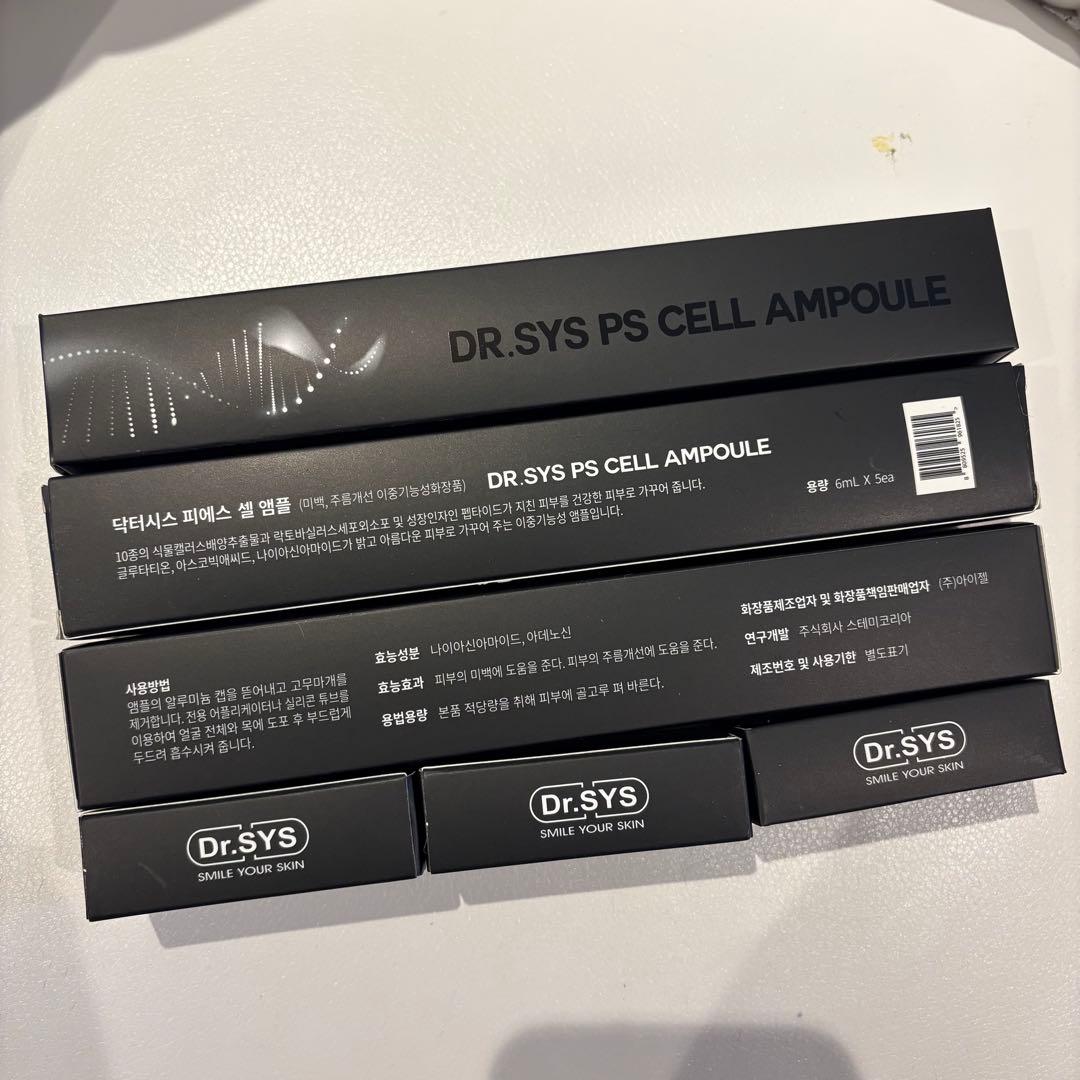 DR.SYS PS CELL AMPOULE
닥터시스 피에스 셀 앰플 (미백, 주름개선 이중기능성화장품)
DR.SYS PS CELL AMPOULE
10종의 식물캘러스배양추출물과 락토바실러스세포외소포 및 성장인자인 펩타이드가 지친 피부를 건강한 피부로 가꾸어 줍니다.
글루타티온, 아스코빅애씨드, 나이아신아마이드가 밝고 아름다운 피부로 가꾸어 주는 이중기능성 앰플입니다.
용량 6mL X 5ea
사용방법
앰플의 알루미늄 캡을 뜯어내고 고무마개를
제거합니다. 전용 어플리케이터나 실리콘 튜브를
이용하여 얼굴 전체와 목에 도포 후 부드럽게
두드려 흡수시켜 줍니다.
효능성분 나이아신아마이드, 아데노신
효능효과 피부의 미백에 도움을 준다. 피부의 주름개선에 도움을 준다.
용법용량 본품 적당량을 취해 피부에 골고루 펴 바른다.
화장품제조업자 및 화장품책임판매업자 (주)아이젤
연구개발 주식회사 스테미코리아
제조번호 및 사용기한 별도표기
Dr.SYS
SMILE YOUR SKIN
Dr.SYS
SMILE YOUR SKIN
Dr.SYS
SMILE YOUR SKIN